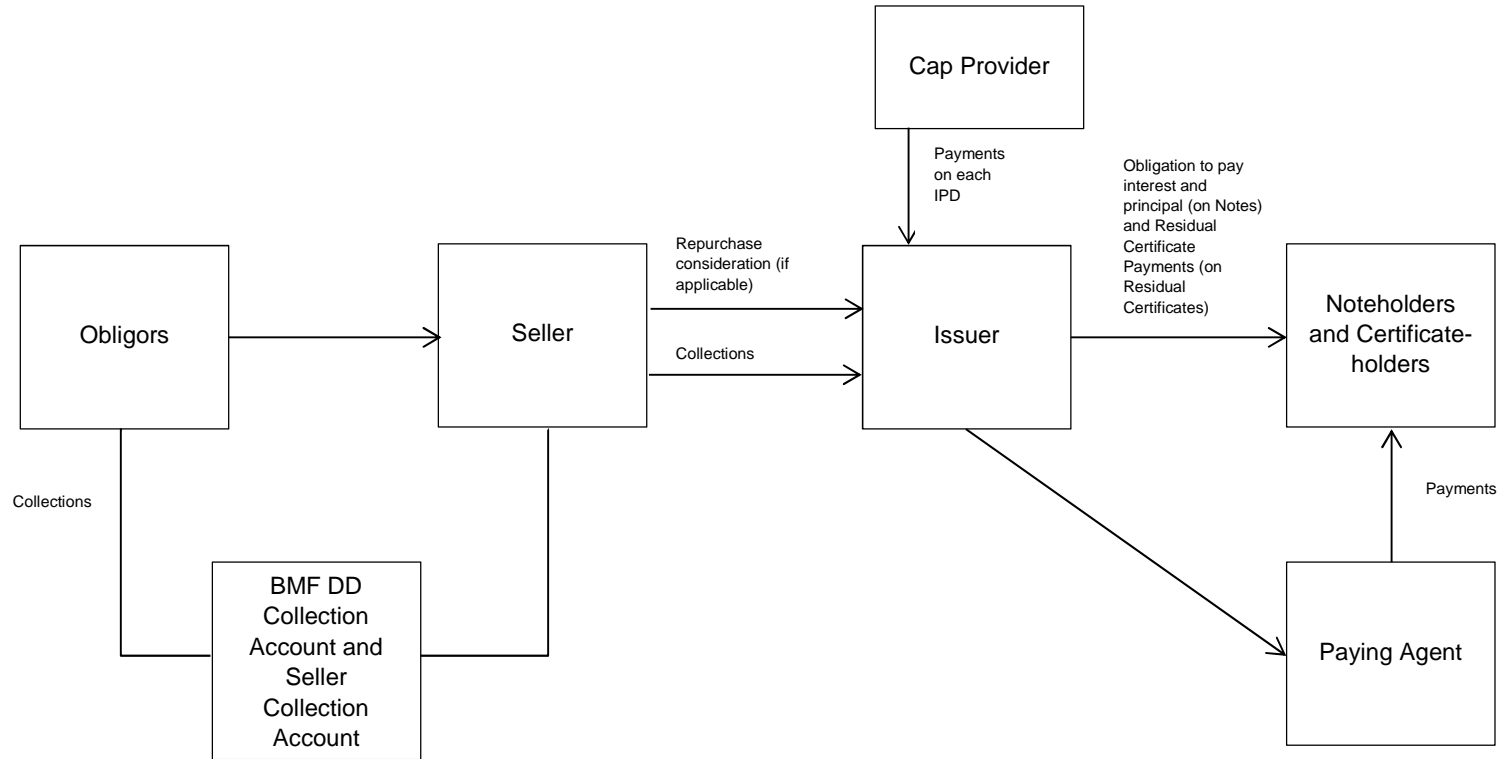 Cap Provider
Payments
on each
IPD
Obligation to pay
interest and
principal (on Notes)
and Residual
Certificate
Payments (on
Residual
Certificates)
Repurchase
consideration (if
applicable)
Obligors
Seller
Collections
Issuer
Noteholders
and Certificate-
holders
Collections
Payments
BMF DD
Collection
Account and
Seller
Collection
Account
Paying Agent